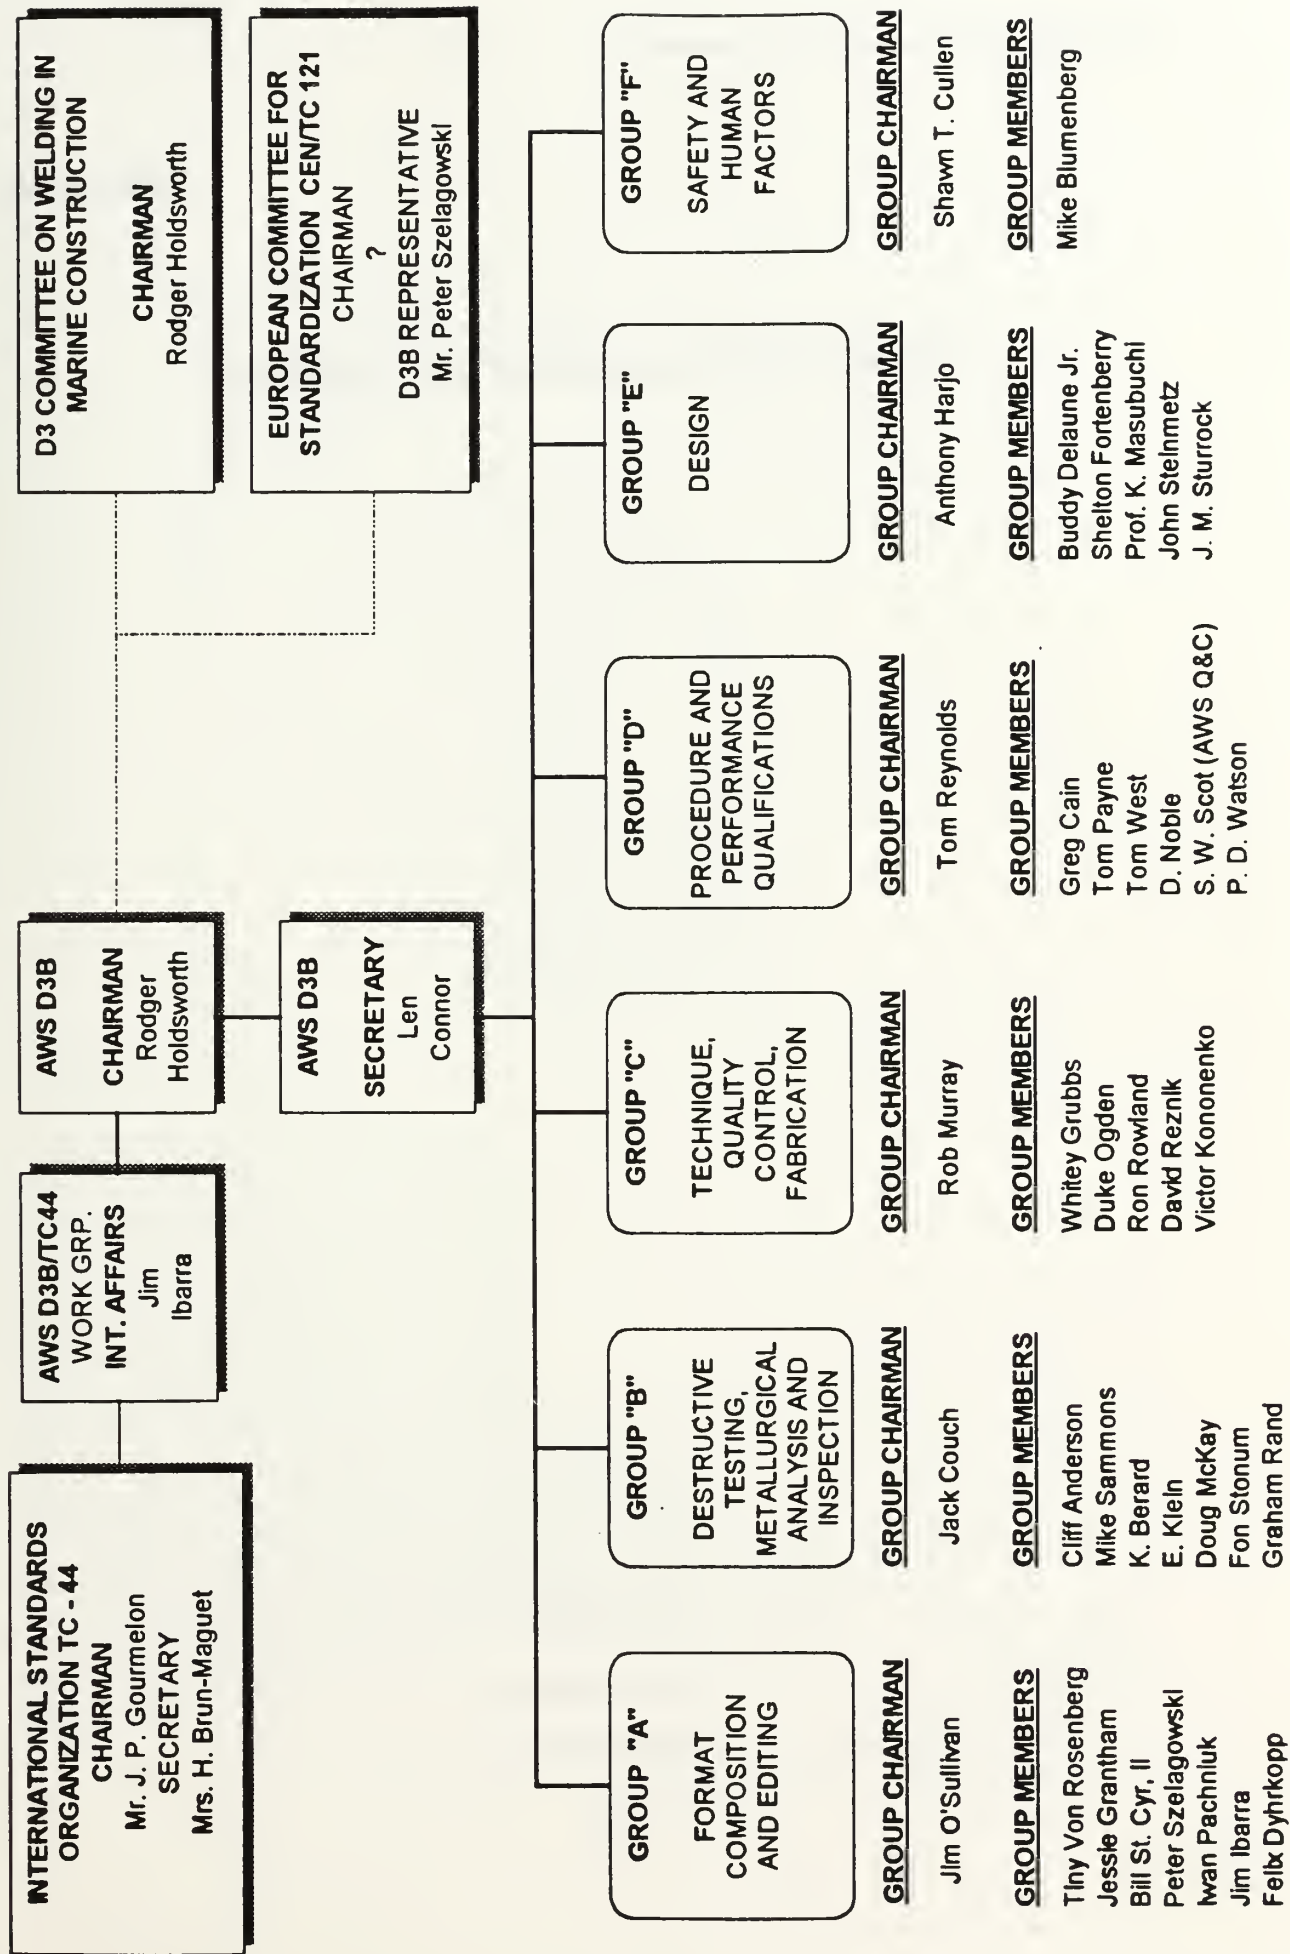 INTERNATIONAL STANDARDS
ORGANIZATION TC - 44
CHAIRMAN
Mr. J. P. Gourmelon
SECRETARY
Mrs. H. Brun-Maguet
AWS D3B/TC44
WORK GRP.
INT. AFFAIRS
Jim
Ibarra
AWS D3B
CHAIRMAN
Rodger
Holdsworth
AWS D3B
SECRETARY
Len
Connor
D3 COMMITTEE ON WELDING IN
MARINE CONSTRUCTION
CHAIRMAN
Rodger Holdsworth
EUROPEAN COMMITTEE FOR
STANDARDIZATION CEN/TC 121
CHAIRMAN
?
D3B REPRESENTATIVE
Mr. Peter Szelagowski
GROUP "A"
FORMAT
COMPOSITION
AND EDITING
GROUP CHAIRMAN
Jim O'Sullivan
GROUP MEMBERS
Tiny Von Rosenberg
Jessie Grantham
Bill St. Cyr, II
Peter Szelagowski
Iwan Pachniuk
Jim Ibarra
Felix Dyhrkopp
GROUP "B"
DESTRUCTIVE
TESTING,
METALLURGICAL
ANALYSIS AND
INSPECTION
GROUP CHAIRMAN
Jack Couch
GROUP MEMBERS
Cliff Anderson
Mike Sammons
K. Berard
E. Klein
Doug McKay
Fon Stonum
Graham Rand
GROUP "C"
TECHNIQUE,
QUALITY
CONTROL,
FABRICATION
GROUP CHAIRMAN
Rob Murray
GROUP MEMBERS
Whitey Grubbs
Duke Ogden
Ron Rowland
David Reznik
Victor Kononenko
GROUP "D"
PROCEDURE AND
PERFORMANCE
QUALIFICATIONS
GROUP CHAIRMAN
Tom Reynolds
GROUP MEMBERS
Greg Cain
Tom Payne
Tom West
D. Noble
S. W. Scot (AWS Q&C)
P. D. Watson
GROUP "E"
DESIGN
GROUP CHAIRMAN
Anthony Harjo
GROUP MEMBERS
Buddy Delaune Jr.
Shelton Fortenberry
Prof. K. Masubuchi
John Steinmetz
J. M. Sturrock
GROUP "F"
SAFETY AND
HUMAN
FACTORS
GROUP CHAIRMAN
Shawn T. Cullen
GROUP MEMBERS
Mike Blumenberg